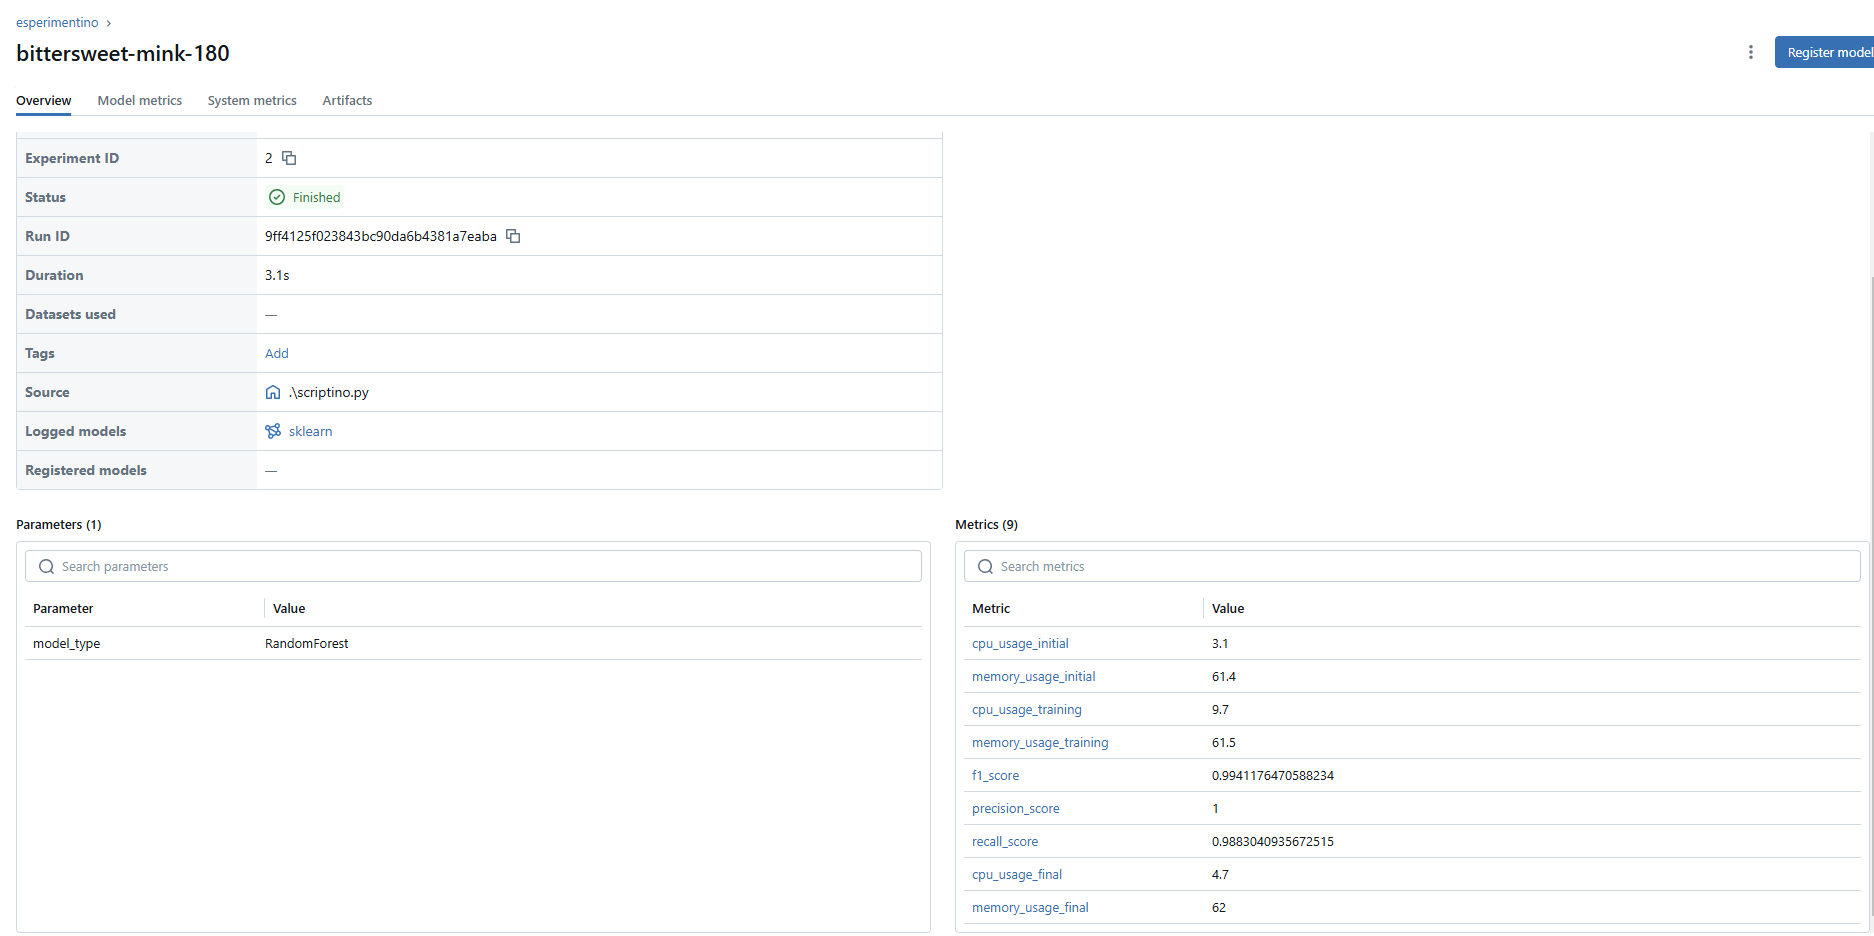 esperimentino ›
bittersweet-mink-180
Register model
Overview Model metrics System metrics Artifacts
Experiment ID 2
Status Finished
Run ID 9ff4125f023843bc90da6b4381a7eaba
Duration 3.1s
Datasets used —
Tags Add
Source .\scriptino.py
Logged models sklearn
Registered models —
Parameters (1)
Search parameters
Parameter Value
model_type RandomForest
Metrics (9)
Search metrics
Metric Value
cpu_usage_initial 3.1
memory_usage_initial 61.4
cpu_usage_training 9.7
memory_usage_training 61.5
f1_score 0.9941176470588234
precision_score 1
recall_score 0.9883040935672515
cpu_usage_final 4.7
memory_usage_final 62